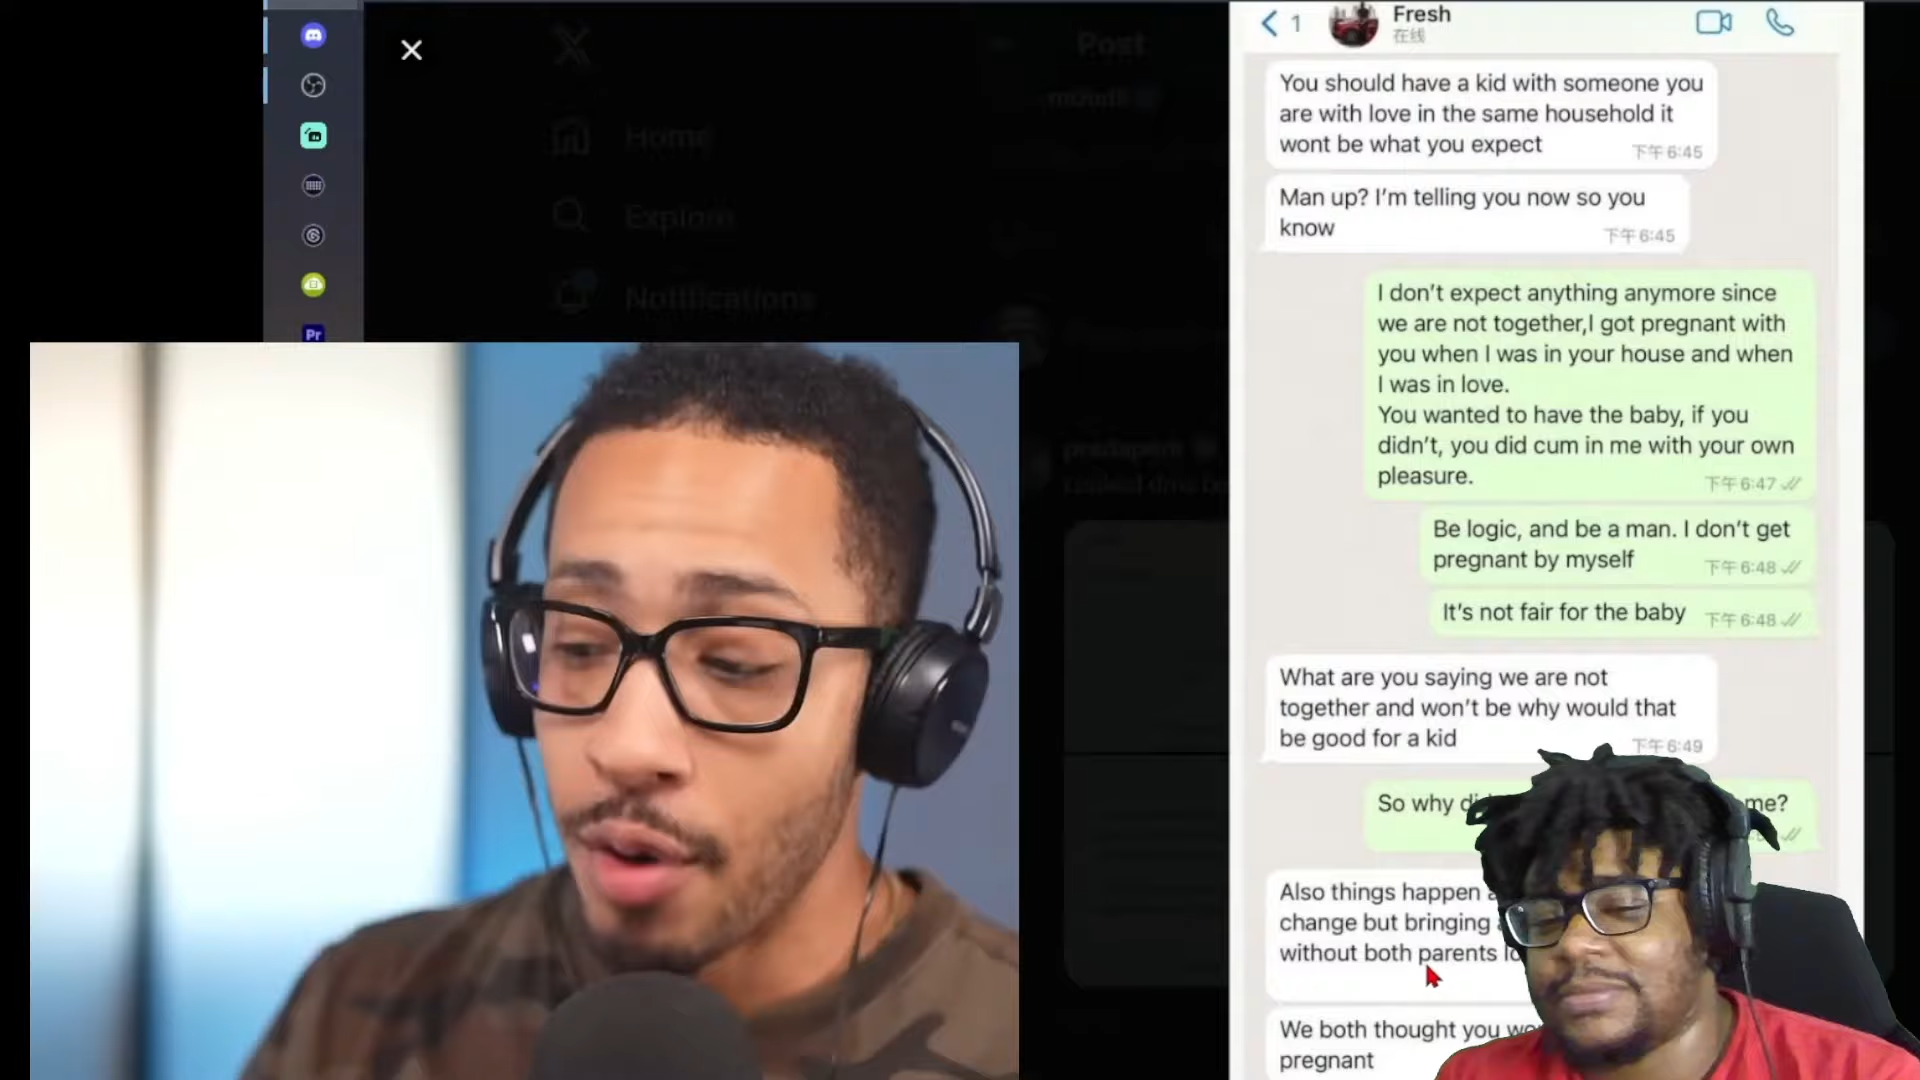 Post
Home
Explore
Notifications
Pr
1
Fresh
在线
You should have a kid with someone you
are with love in the same household it
wont be what you expect
下午 6:45
Man up? I'm telling you now so you
know
下午 6:45
I don't expect anything anymore since
we are not together,I got pregnant with
you when I was in your house and when
I was in love.
You wanted to have the baby, if you
didn't, you did cum in me with your own
pleasure.
下午 6:47
Be logic, and be a man. I don't get
pregnant by myself
下午 6:48
It's not fair for the baby
下午 6:48
What are you saying we are not
together and won't be why would that
be good for a kid
下午 6:49
So why me?
Also things happen
change but bringing
without both parents
We both thought you
pregnant